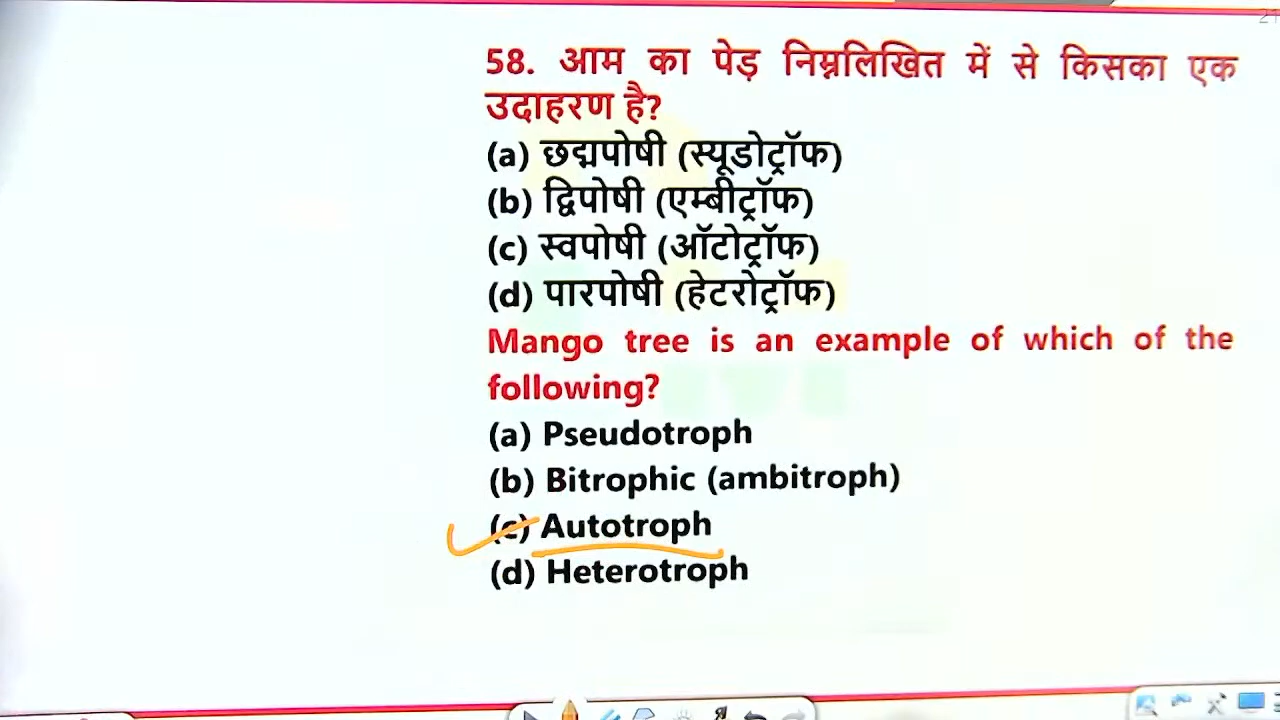 58. आम का पेड़ निम्नलिखित में से किसका एक
उदाहरण है?
(a) छद्मपोषी (स्यूडोट्रॉफ)
(b) द्विपोषी (एम्बीट्रॉफ)
(c) स्वपोषी (ऑटोट्रॉफ)
(d) पारपोषी (हेटरोट्रॉफ)
Mango tree is an example of which of the
following?
(a) Pseudotroph
(b) Bitrophic (ambitroph)
(c) Autotroph
(d) Heterotroph